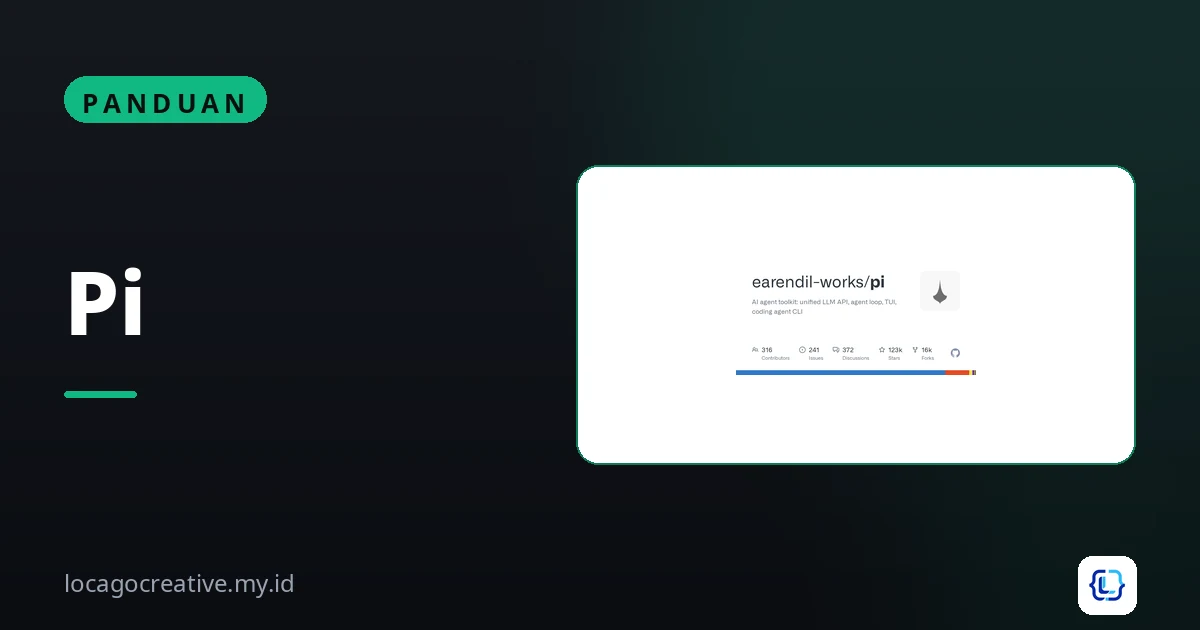 PANDUAN
Pi
earendil-works/pi
AI agent toolkit: unified LLM API, agent loop, TUI,
coding agent CLI
316 241 372 123k 16k
Contributors Issues Discussions Stars Forks
locagocreative.my.id